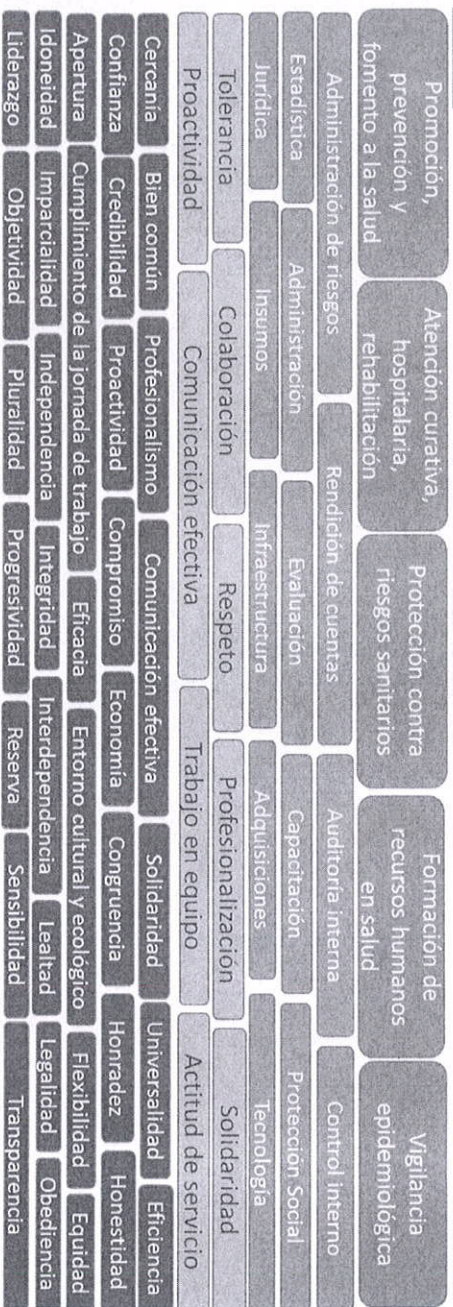 Promoción,
prevención y
fomento a la salud
Atención curativa,
hospitalaria,
rehabilitación
Protección contra
riesgos sanitarios
Formación de
recursos humanos
en salud
Vigilancia
epidemiológica
Administración de riesgos
Rendición de cuentas
Auditoría interna
Control interno
Estadística
Administración
Evaluación
Capacitación
Protección Social
Jurídica
Insumos
Infraestructura
Adquisiciones
Tecnología
Tolerancia
Colaboración
Respeto
Profesionalización
Solidaridad
Proactividad
Comunicación efectiva
Trabajo en equipo
Actitud de servicio
Cercanía
Bien común
Profesionalismo
Comunicación efectiva
Solidaridad
Universalidad
Eficiencia
Confianza
Credibilidad
Proactividad
Compromiso
Economía
Congruencia
Honradez
Honestidad
Apertura
Cumplimiento de la jornada de trabajo
Eficacia
Entorno cultural y ecológico
Flexibilidad
Equidad
Idoneidad
Imparcialidad
Independencia
Integridad
Interdependencia
Lealtad
Legalidad
Obediencia
Liderazgo
Objetividad
Pluralidad
Progresividad
Reserva
Sensibilidad
Transparencia